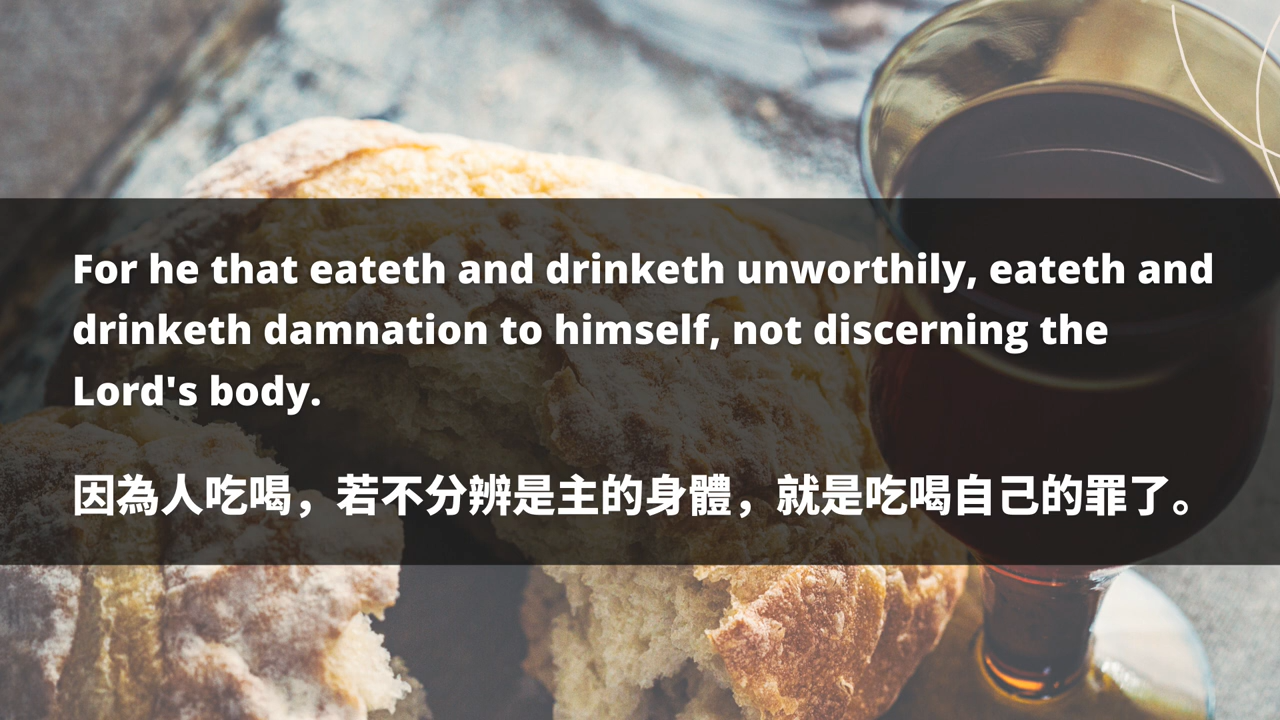 For he that eateth and drinketh unworthily, eateth and
drinketh damnation to himself, not discerning the
Lord's body.
因為人吃喝，若不分辨是主的身體，就是吃喝自己的罪了。